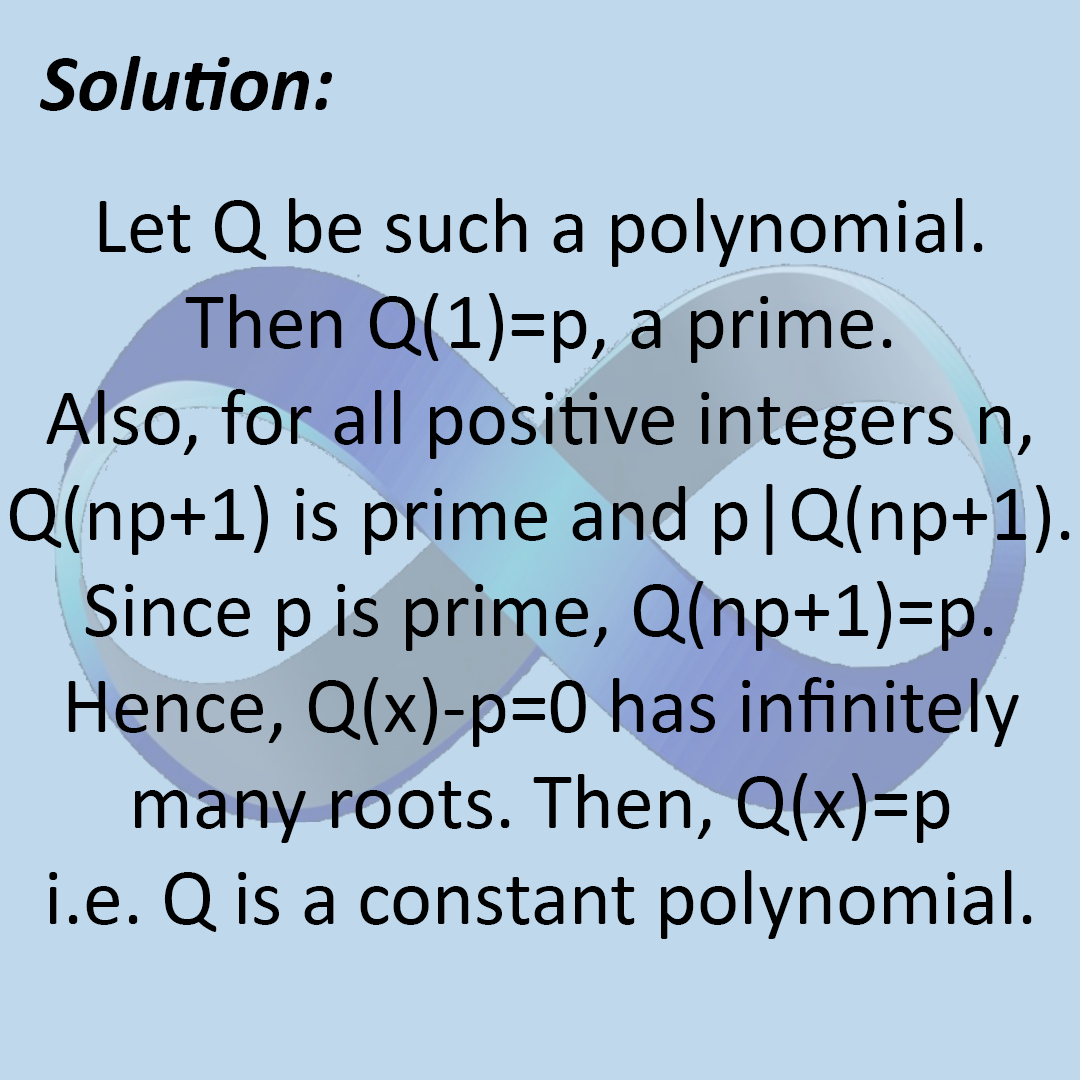 Solution:
Let Q be such a polynomial.
Then Q(1)=p, a prime.
Also, for all positive integers n,
Q(np+1) is prime and p|Q(np+1).
Since p is prime, Q(np+1)=p.
Hence, Q(x)-p=0 has infinitely
many roots. Then, Q(x)=p
i.e. Q is a constant polynomial.